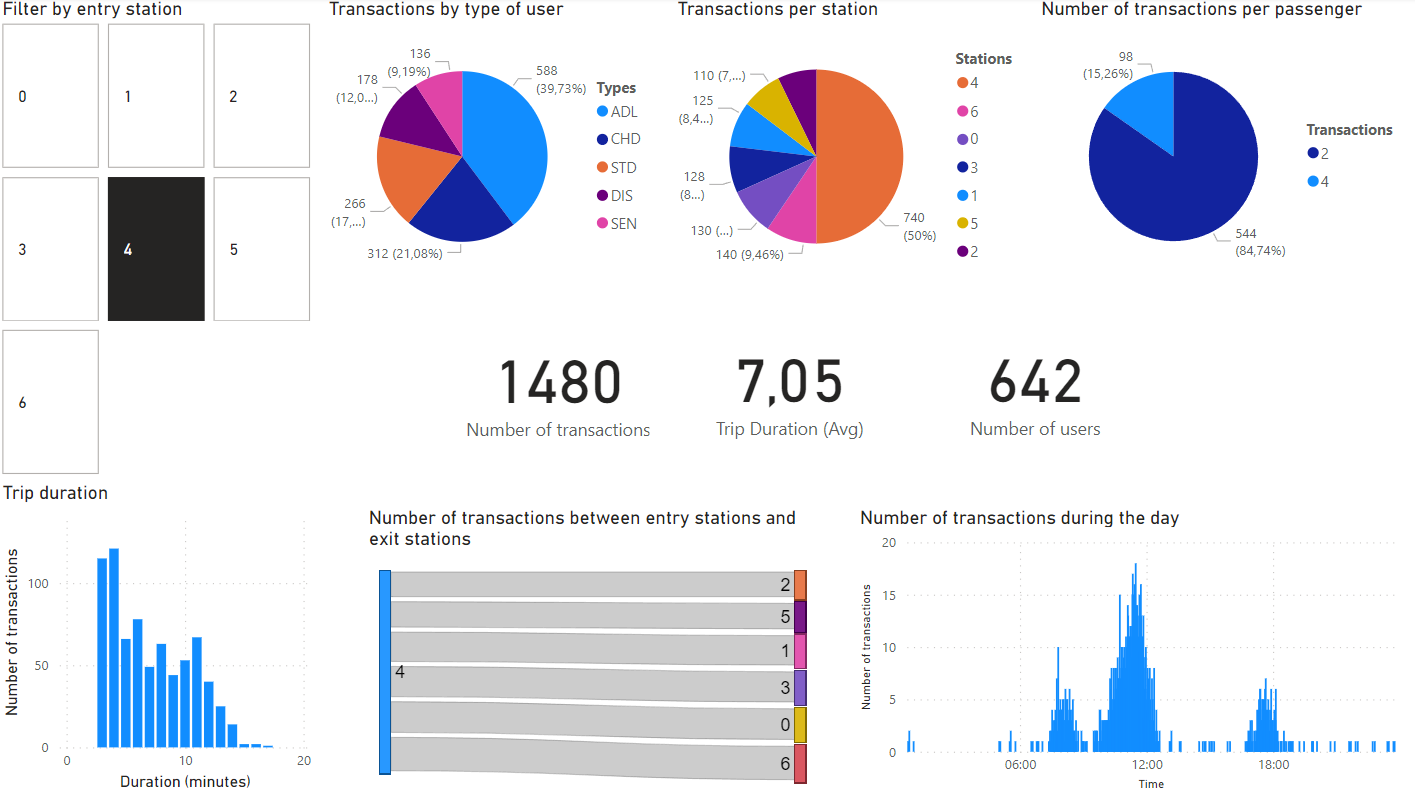 Filter by entry station
0
1
2
3
4
5
6
Transactions by type of user
136
(9,19%)
178
(12,0...)
266
(17,...)
312 (21,08%)
588
(39,73%)
Types
ADL
CHD
STD
DIS
SEN
Transactions per station
110 (7,...)
125
(8,4...)
128
(8...)
130 (...)
140 (9,46%)
740
(50%)
Stations
4
6
0
3
1
5
2
Number of transactions per passenger
98
(15,26%)
544
(84,74%)
Transactions
2
4
1480
Number of transactions
7,05
Trip Duration (Avg)
642
Number of users
Trip duration
Number of transactions
100
50
0
0
10
20
Duration (minutes)
Number of transactions between entry stations and
exit stations
4
2
5
1
3
0
6
Number of transactions during the day
Number of transactions
20
15
10
5
0
06:00
12:00
18:00
Time